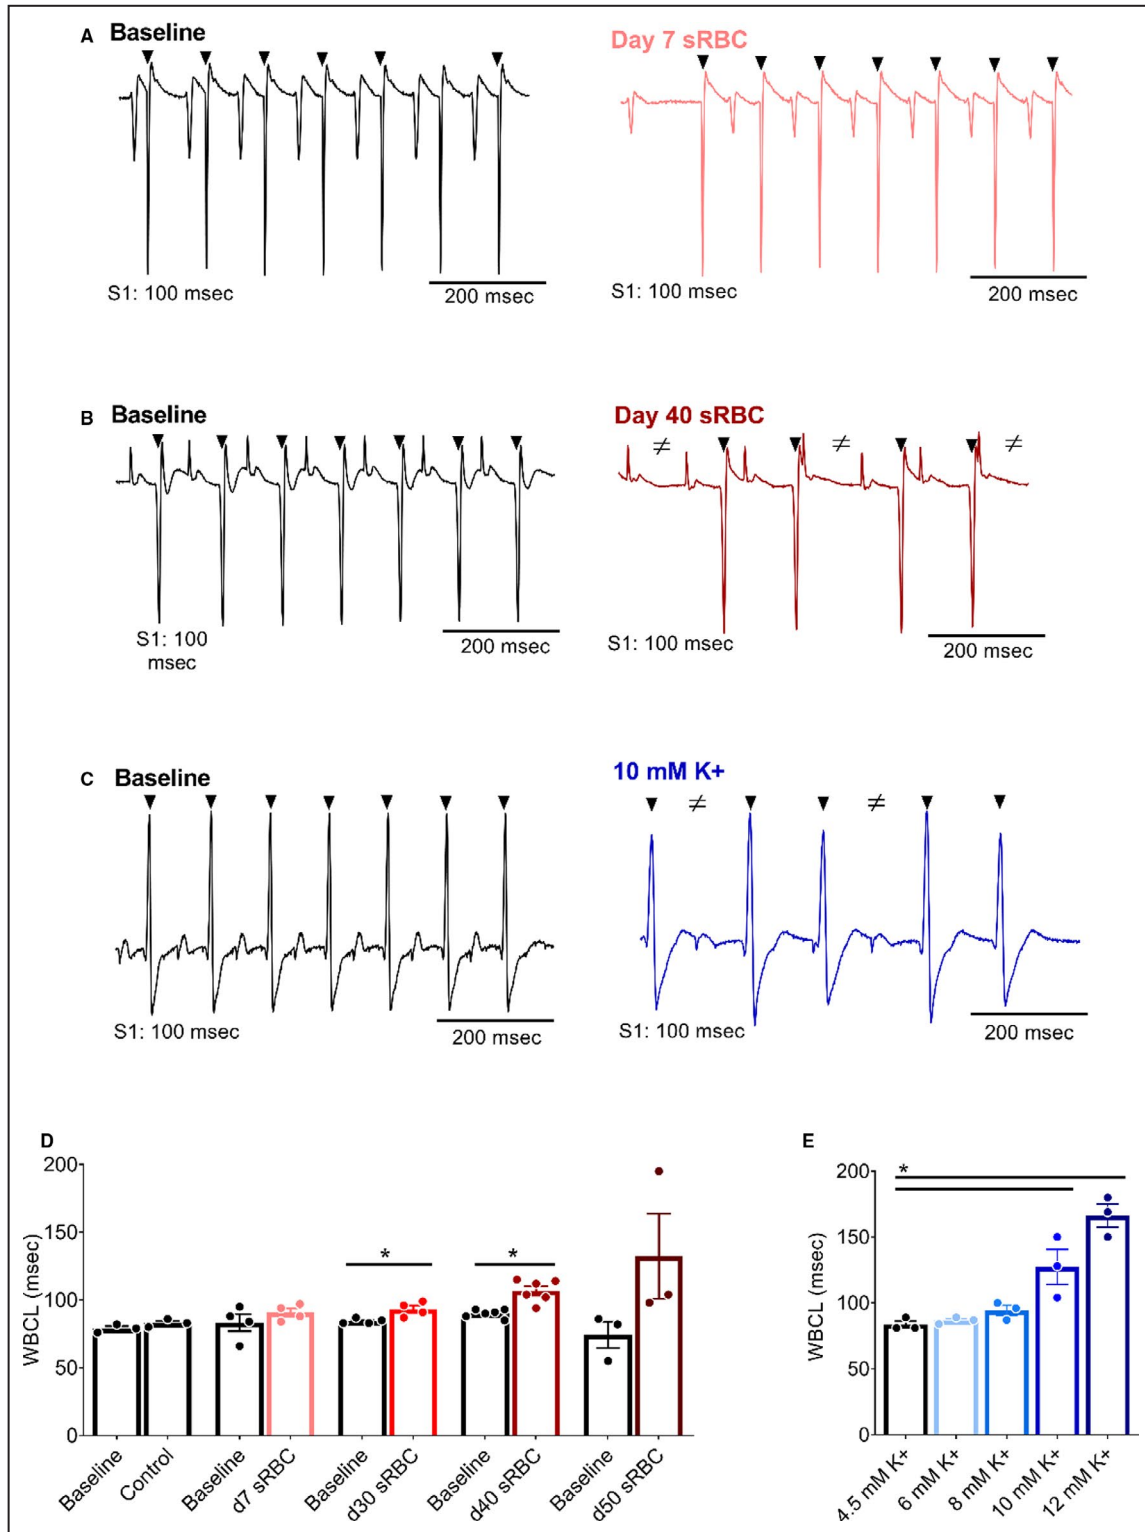 A Baseline
Day 7 sRBC
S1: 100 msec
200 msec
S1: 100 msec
200 msec
B Baseline
Day 40 sRBC
≠ ≠ ≠
S1: 100
msec
200 msec
S1: 100 msec
200 msec
C Baseline
10 mM K+
≠ ≠
S1: 100 msec
200 msec
S1: 100 msec
200 msec
D
WBCL (msec)
200
150
100
50
0
*
*
Baseline
Control
Baseline
d7 sRBC
Baseline
d30 sRBC
Baseline
d40 sRBC
Baseline
d50 sRBC
E
WBCL (msec)
200
150
100
50
0
*
4.5 mM K+
6 mM K+
8 mM K+
10 mM K+
12 mM K+